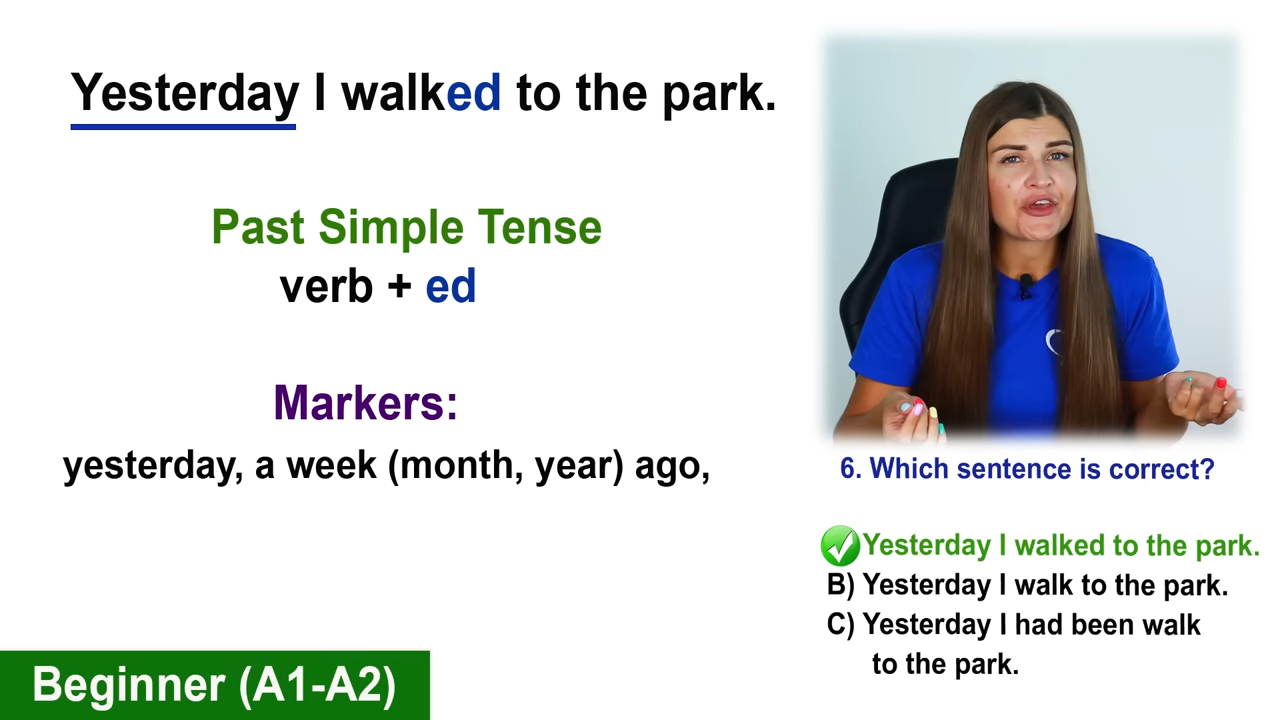 Yesterday I walked to the park.
Past Simple Tense
verb + ed
Markers:
yesterday, a week (month, year) ago,
6. Which sentence is correct?
Yesterday I walked to the park.
B) Yesterday I walk to the park.
C) Yesterday I had been walk
to the park.
Beginner (A1-A2)